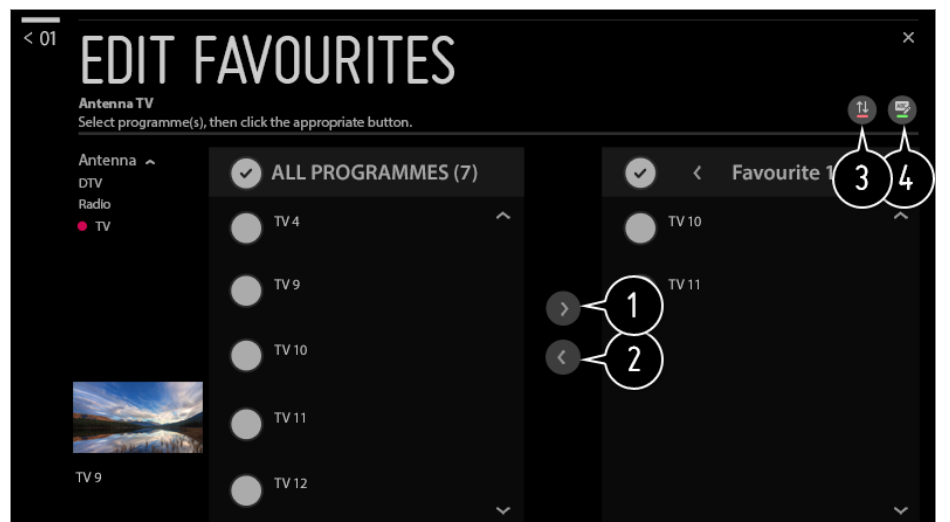 < 01
EDIT FAVOURITES
×
Antenna TV
Select programme(s), then click the appropriate button.
ABC
Antenna
DTV
Radio
TV
ALL PROGRAMMES (7)
TV 4
TV 9
TV 10
TV 11
TV 12
< Favourite 1
TV 10
TV 11
>
<
1
2
3
4
TV 9